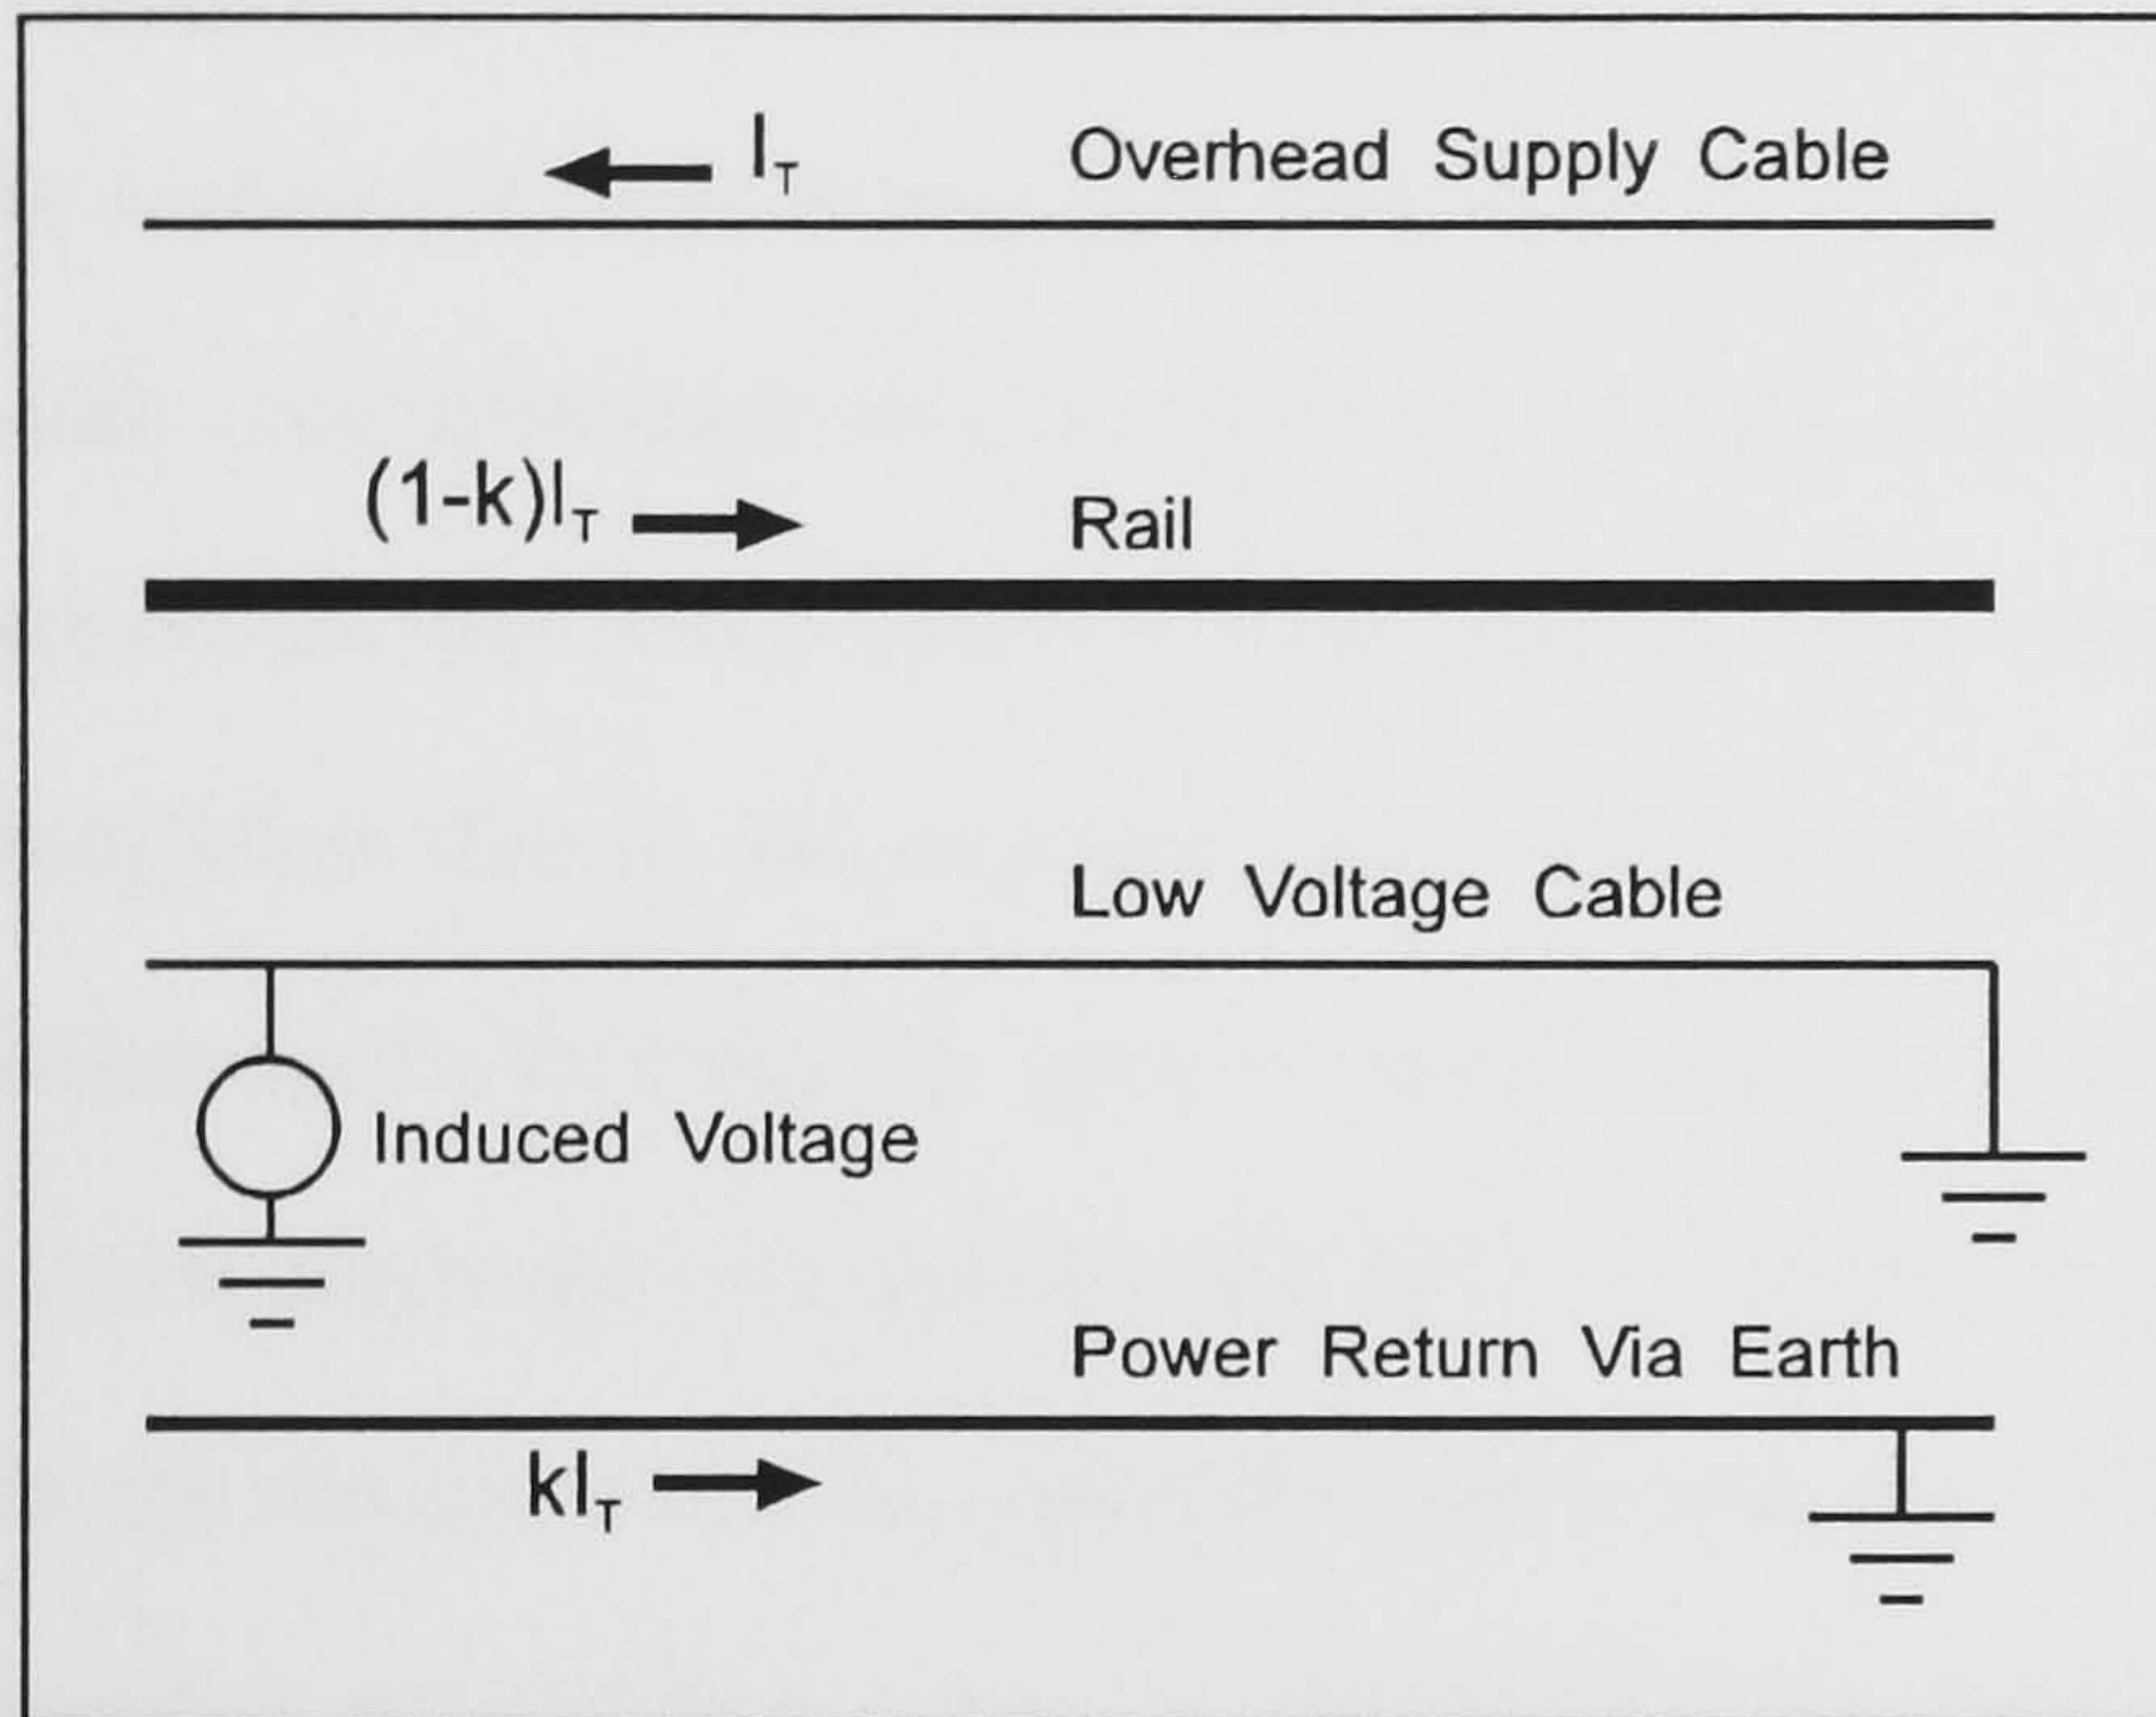 I_T Overhead Supply Cable
(1-k)I_T Rail
Low Voltage Cable
Induced Voltage
Power Return Via Earth
kI_T